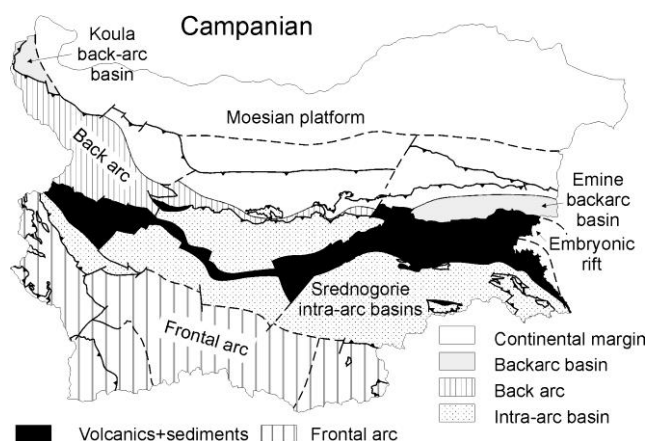 Campanian
Koula
back-arc
basin
Moesian platform
Back arc
Emine
backarc
basin
Embryonic
rift
Srednogorie
intra-arc basins
Frontal arc
Continental margin
Backarc basin
Back arc
Intra-arc basin
Volcanics+sediments
Frontal arc